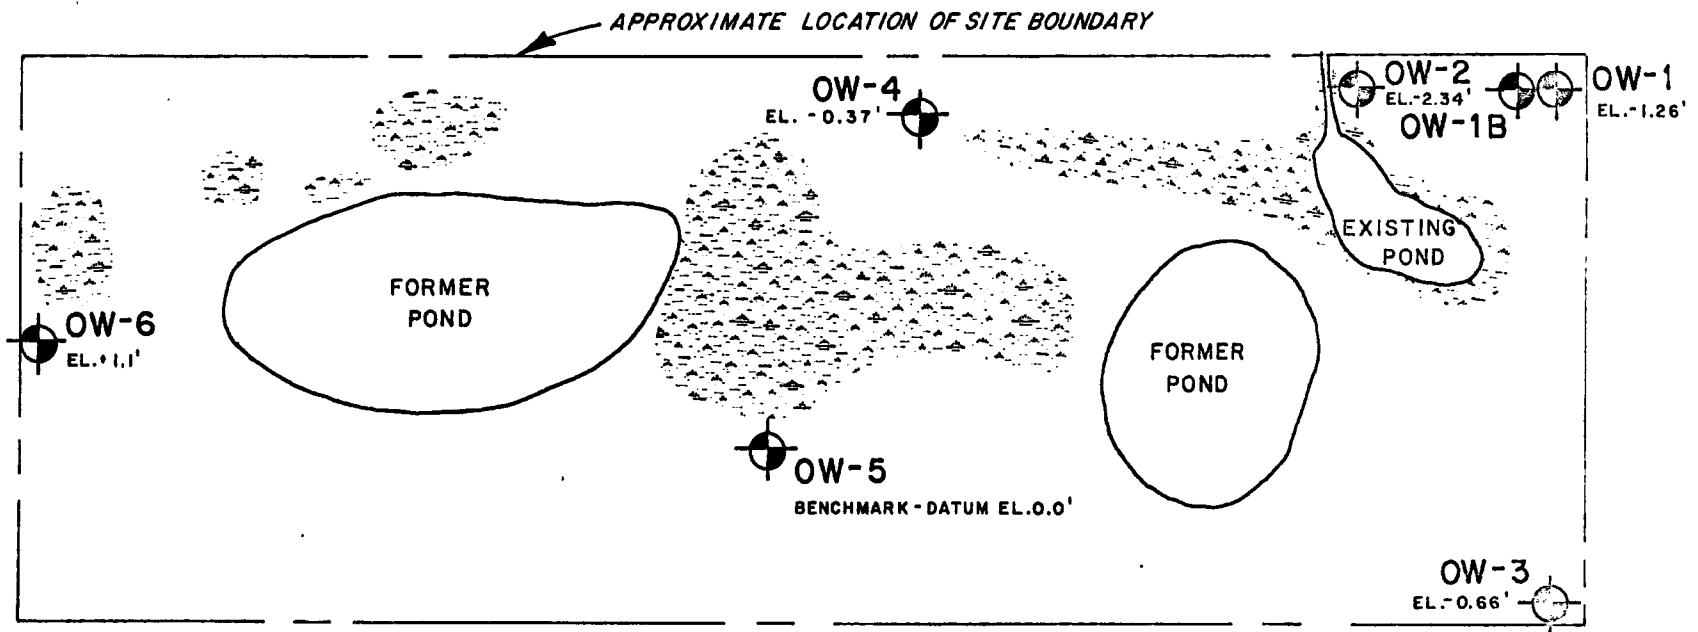 APPROXIMATE LOCATION OF SITE BOUNDARY
OW-4
EL. -0.37'
OW-2
EL.-2.34'
OW-1B
OW-1
EL.-1.26'
EXISTING
POND
FORMER
POND
OW-6
EL.+1.1'
FORMER
POND
OW-5
BENCHMARK-DATUM EL.0.0'
OW-3
EL.-0.66'